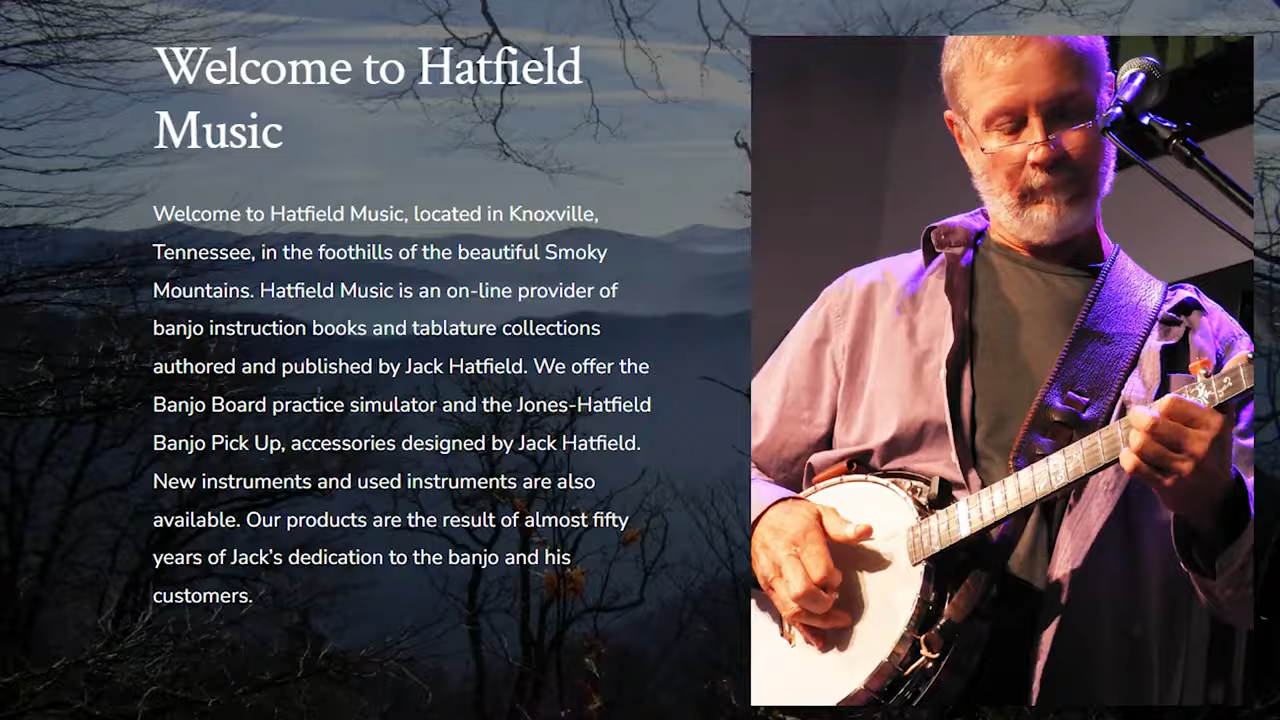 Welcome to Hatfield
Music
Welcome to Hatfield Music, located in Knoxville,
Tennessee, in the foothills of the beautiful Smoky
Mountains. Hatfield Music is an on-line provider of
banjo instruction books and tablature collections
authored and published by Jack Hatfield. We offer the
Banjo Board practice simulator and the Jones-Hatfield
Banjo Pick Up, accessories designed by Jack Hatfield.
New instruments and used instruments are also
available. Our products are the result of almost fifty
years of Jack’s dedication to the banjo and his
customers.